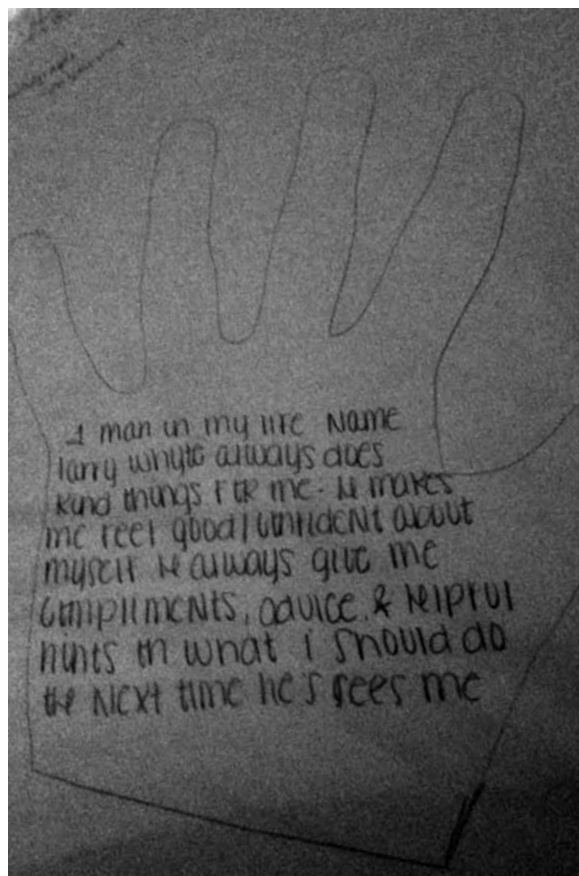 A man in my life Name
larry whyte always does
kind things for me. He makes
me feel good/confident about
myself He always give me
compliments, advice & helpful
hints on what i should do
the Next time he's sees me